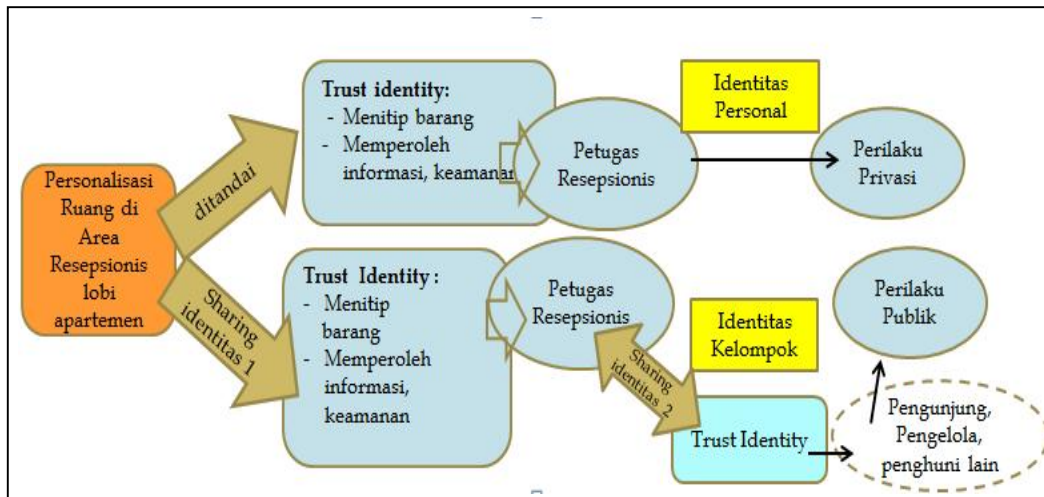 Personalisasi
Ruang di
Area
Resepsionis
lobi
apartemen
ditandai
Trust identity:
- Menitip barang
- Memperoleh
informasi, keamanan
Petugas
Resepsionis
Identitas
Personal
Perilaku
Privasi
Sharing
identitas 1
Trust Identity :
- Menitip
barang
- Memperoleh
informasi,
keamanan
Petugas
Resepsionis
Sharing
identitas 2
Identitas
Kelompok
Trust Identity
Perilaku
Publik
Pengunjung,
Pengelola,
penghuni lain